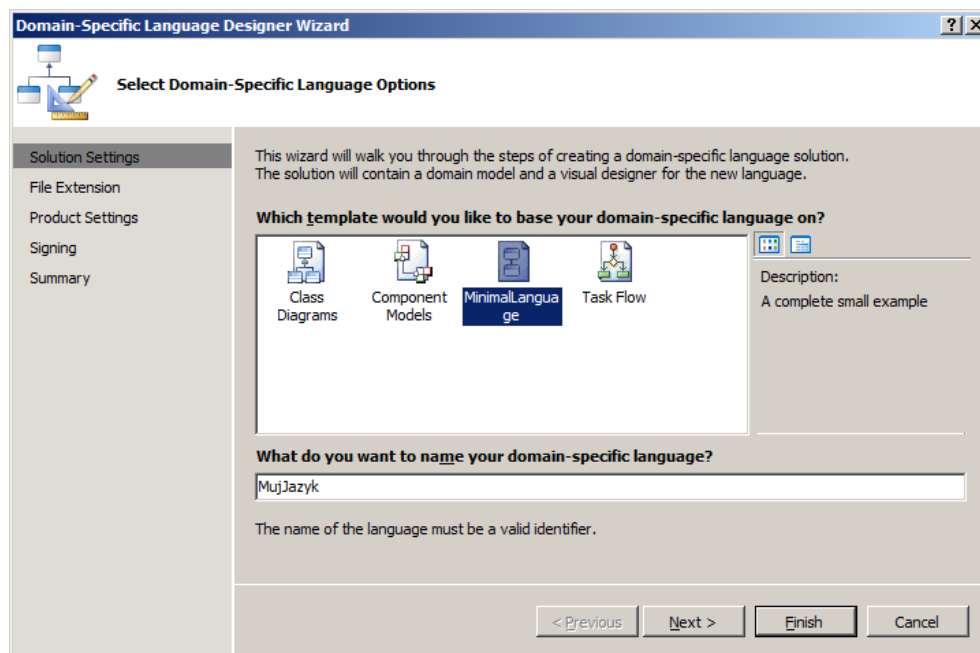 Domain-Specific Language Designer Wizard
Select Domain-Specific Language Options
Solution Settings
File Extension
Product Settings
Signing
Summary
This wizard will walk you through the steps of creating a domain-specific language solution.
The solution will contain a domain model and a visual designer for the new language.
Which template would you like to base your domain-specific language on?
Class
Diagrams
Component
Models
MinimalLangua
ge
Task Flow
Description:
A complete small example
What do you want to name your domain-specific language?
MujJazyk
The name of the language must be a valid identifier.
< Previous
Next >
Finish
Cancel